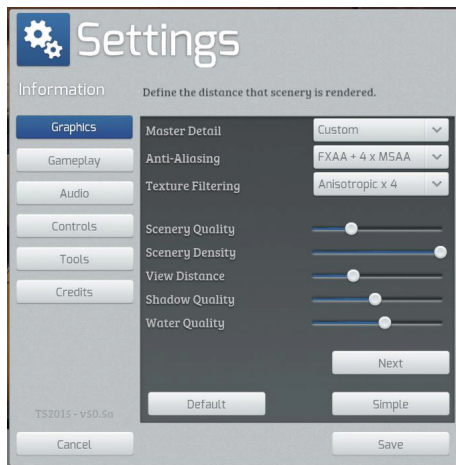 Settings
Information
Define the distance that scenery is rendered.
Graphics
Gameplay
Audio
Controls
Tools
Credits
Master Detail Custom
Anti-Aliasing FXAA + 4 x MSAA
Texture Filtering Anisotropic x 4
Scenery Quality
Scenery Density
View Distance
Shadow Quality
Water Quality
Next
Default Simple
TS2015 - v50.5a
Cancel Save